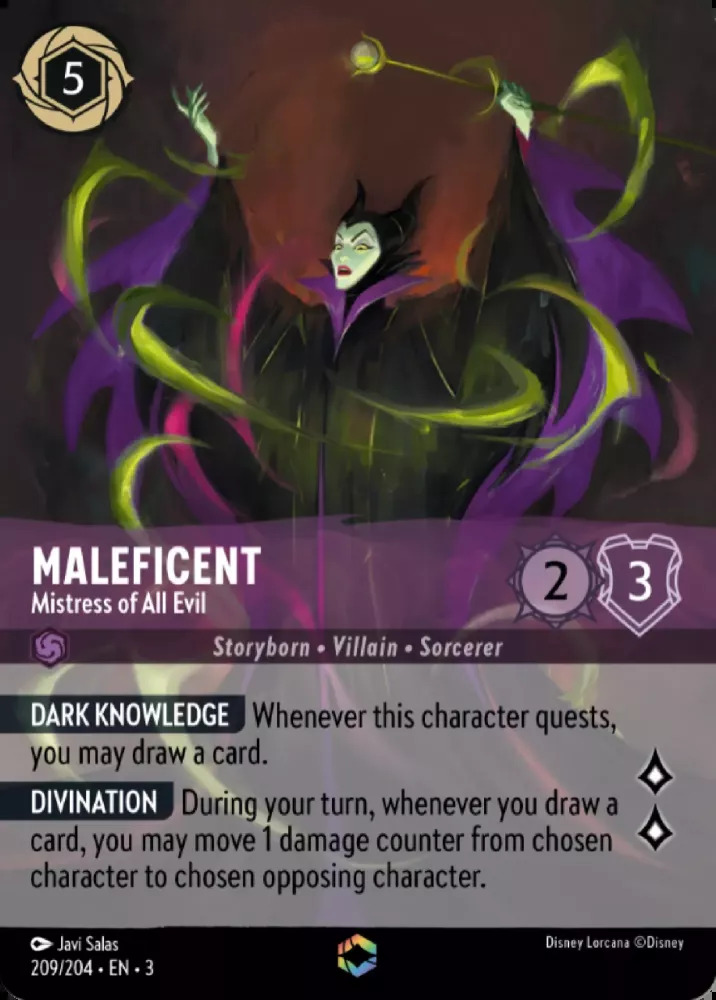 5
MALEFICENT
Mistress of All Evil
2
3
Storyborn • Villain • Sorcerer
DARK KNOWLEDGE Whenever this character quests,
you may draw a card.
DIVINATION During your turn, whenever you draw a
card, you may move 1 damage counter from chosen
character to chosen opposing character.
Javi Salas
209/204 • EN • 3
Disney Lorcana ©Disney